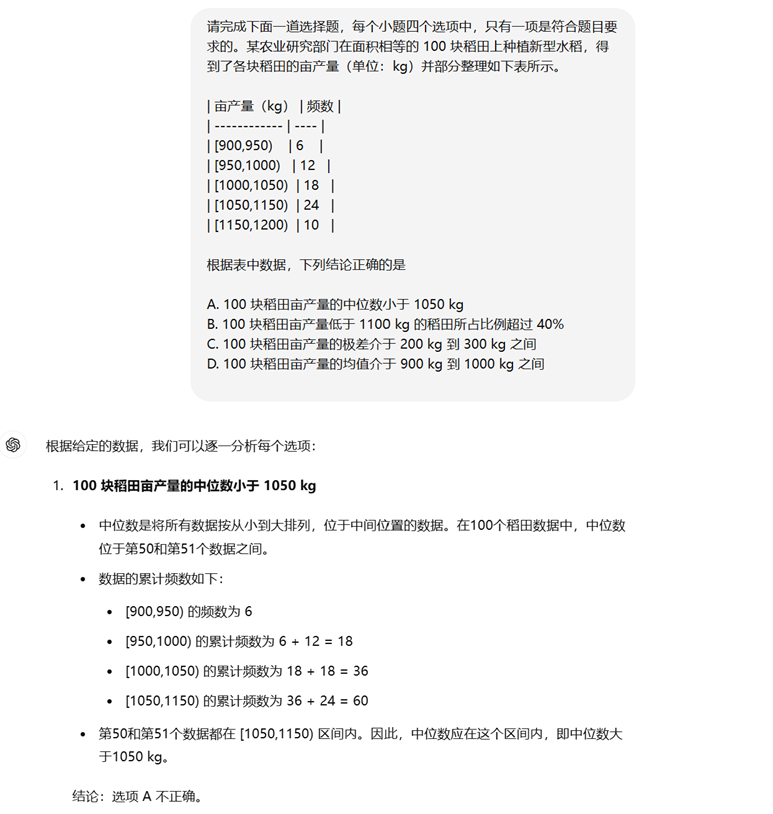 请完成下面一道选择题，每个小题四个选项中，只有一项是符合题目要
求的。某农业研究部门在面积相等的 100 块稻田上种植新型水稻，得
到了各块稻田的亩产量（单位：kg）并部分整理如下表所示。
| 亩产量（kg） | 频数 |
| ------------ | ---- |
| [900,950) | 6 |
| [950,1000) | 12 |
| [1000,1050) | 18 |
| [1050,1150) | 24 |
| [1150,1200) | 10 |
根据表中数据，下列结论正确的是
A. 100 块稻田亩产量的中位数小于 1050 kg
B. 100 块稻田亩产量低于 1100 kg 的稻田所占比例超过 40%
C. 100 块稻田亩产量的极差介于 200 kg 到 300 kg 之间
D. 100 块稻田亩产量的均值介于 900 kg 到 1000 kg 之间
根据给定的数据，我们可以逐一分析每个选项：
1. 100 块稻田亩产量的中位数小于 1050 kg
• 中位数是将所有数据按从小到大排列，位于中间位置的数据。在100个稻田数据中，中位数
位于第50和第51个数据之间。
• 数据的累计频数如下：
• [900,950) 的频数为 6
• [950,1000) 的累计频数为 6 + 12 = 18
• [1000,1050) 的累计频数为 18 + 18 = 36
• [1050,1150) 的累计频数为 36 + 24 = 60
• 第50和第51个数据都在 [1050,1150) 区间内。因此，中位数应在这个区间内，即中位数大
于1050 kg。
结论：选项 A 不正确。